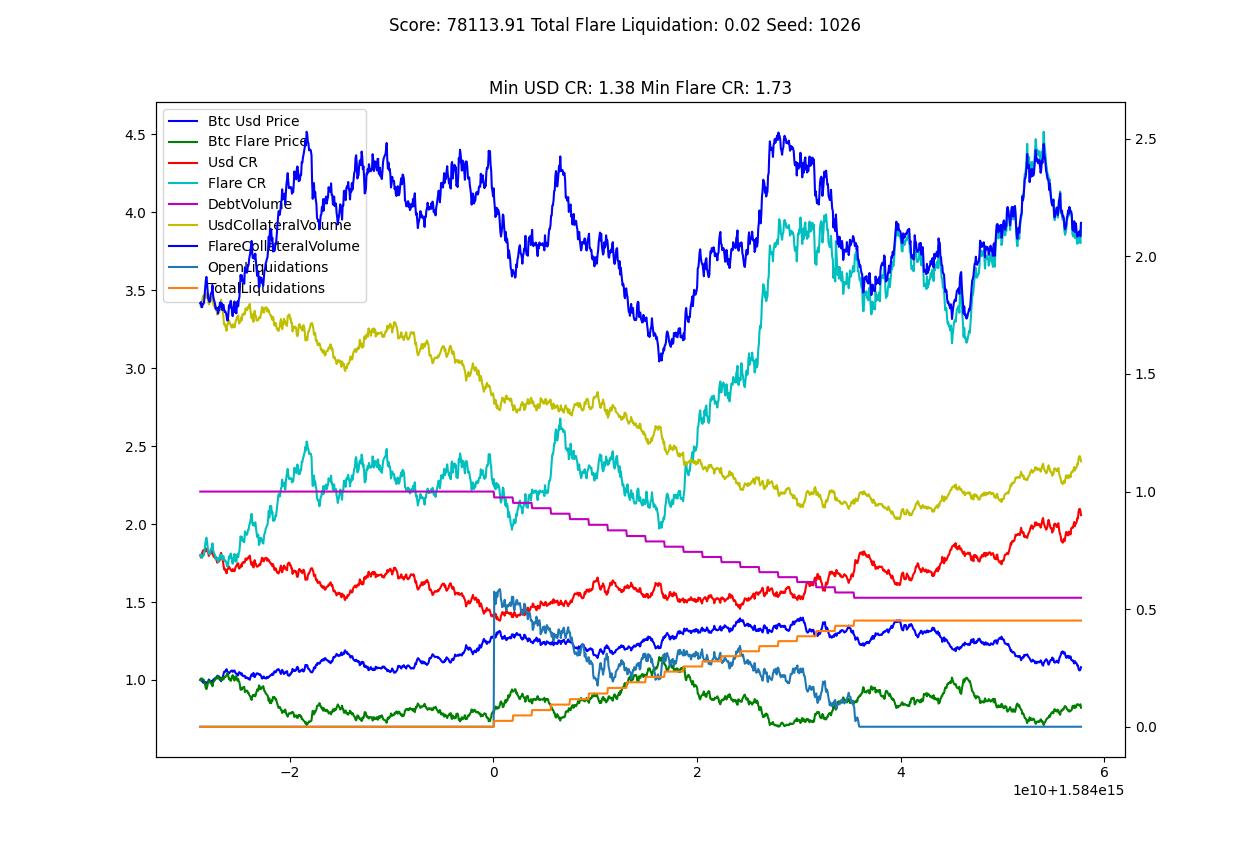 Score: 78113.91 Total Flare Liquidation: 0.02 Seed: 1026
Min USD CR: 1.38 Min Flare CR: 1.73
Btc Usd Price
Btc Flare Price
Usd CR
Flare CR
DebtVolume
UsdCollateralVolume
FlareCollateralVolume
OpenLiquidations
TotalLiquidations
4.5
4.0
3.5
3.0
2.5
2.0
1.5
1.0
2.5
2.0
1.5
1.0
0.5
0.0
−2
0
2
4
6
1e10+1.584e15